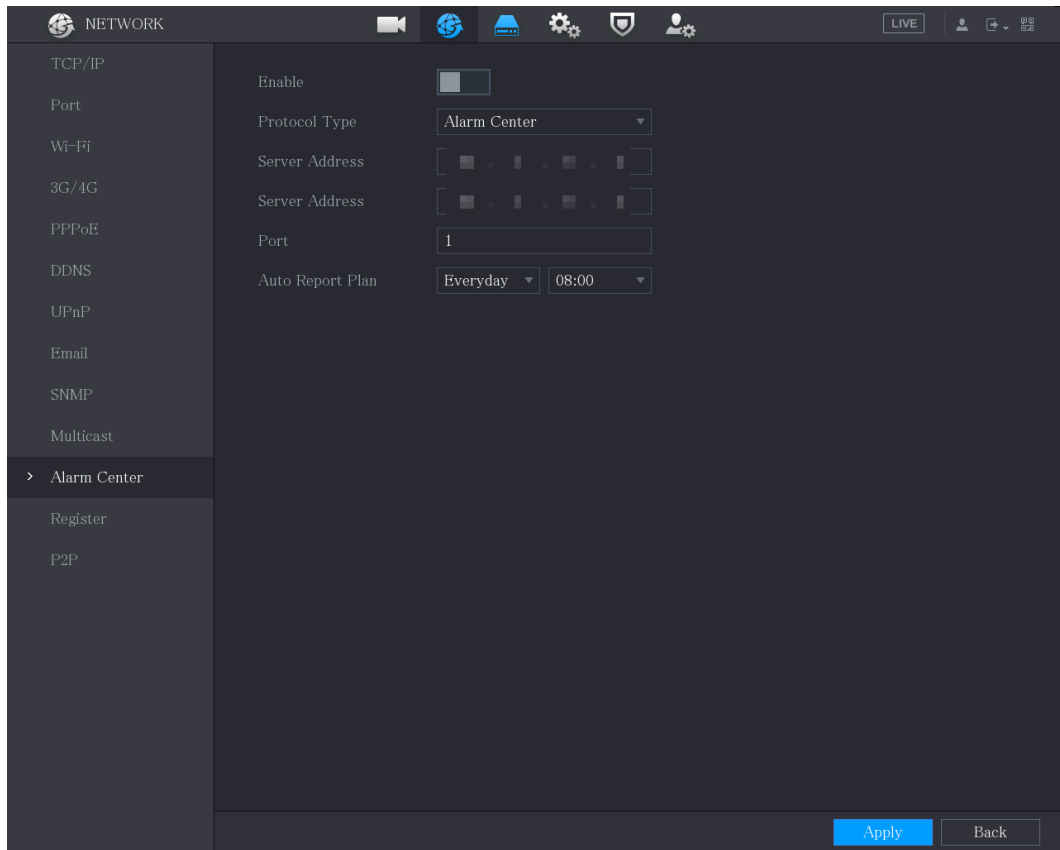 NETWORK
LIVE
TCP/IP
Port
Wi-Fi
3G/4G
PPPoE
DDNS
UPnP
Email
SNMP
Multicast
Alarm Center
Register
P2P
Enable
Protocol Type Alarm Center
Server Address
Server Address
Port 1
Auto Report Plan Everyday 08:00
Apply Back